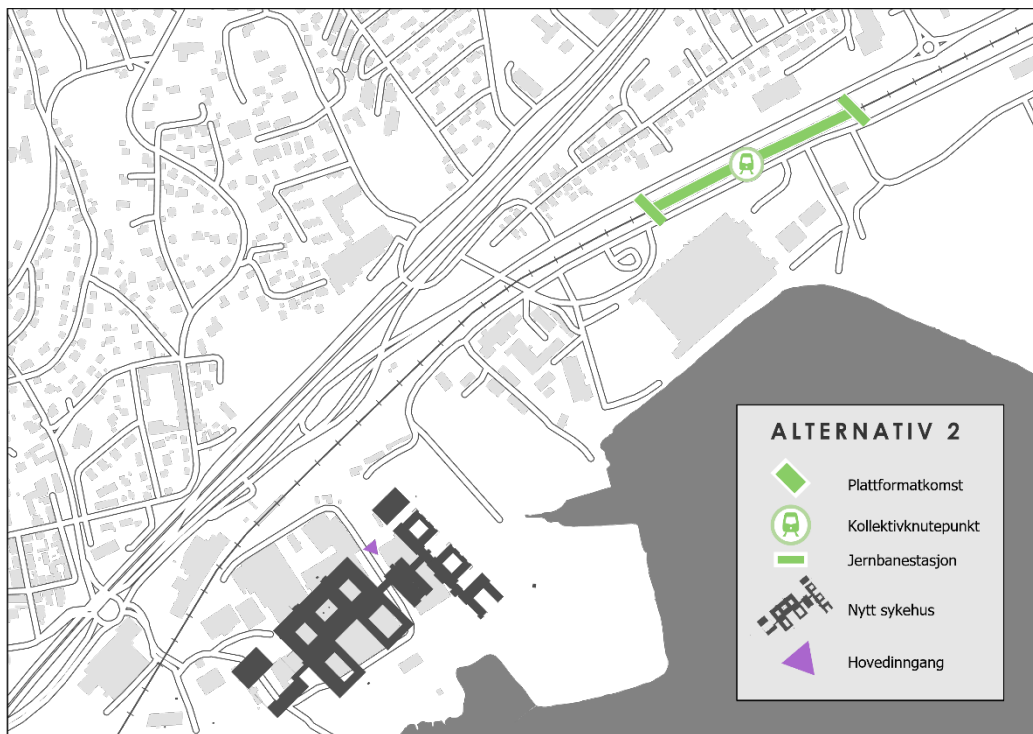 ALTERNATIV 2
Plattformatkomst
Kollektivknutepunkt
Jernbanestasjon
Nytt sykehus
Hovedinngang